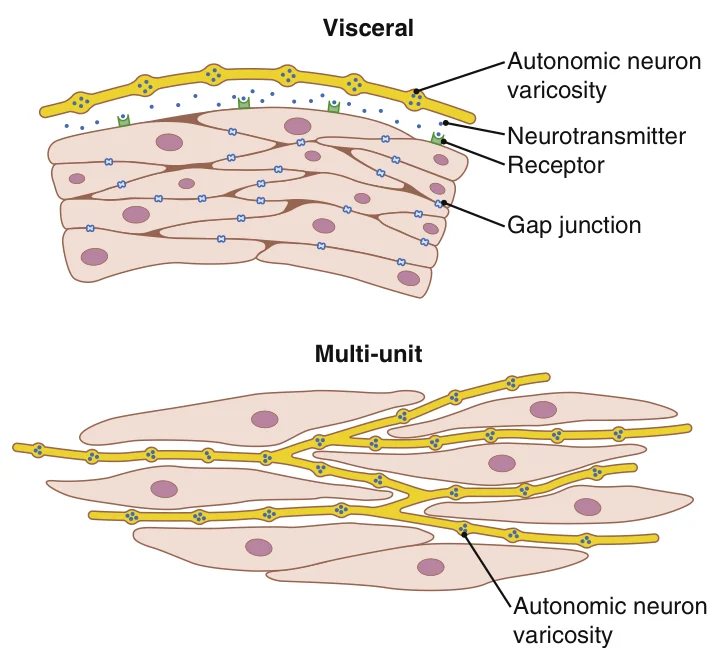 Visceral
Autonomic neuron
varicosity
Neurotransmitter
Receptor
Gap junction
Multi-unit
Autonomic neuron
varicosity